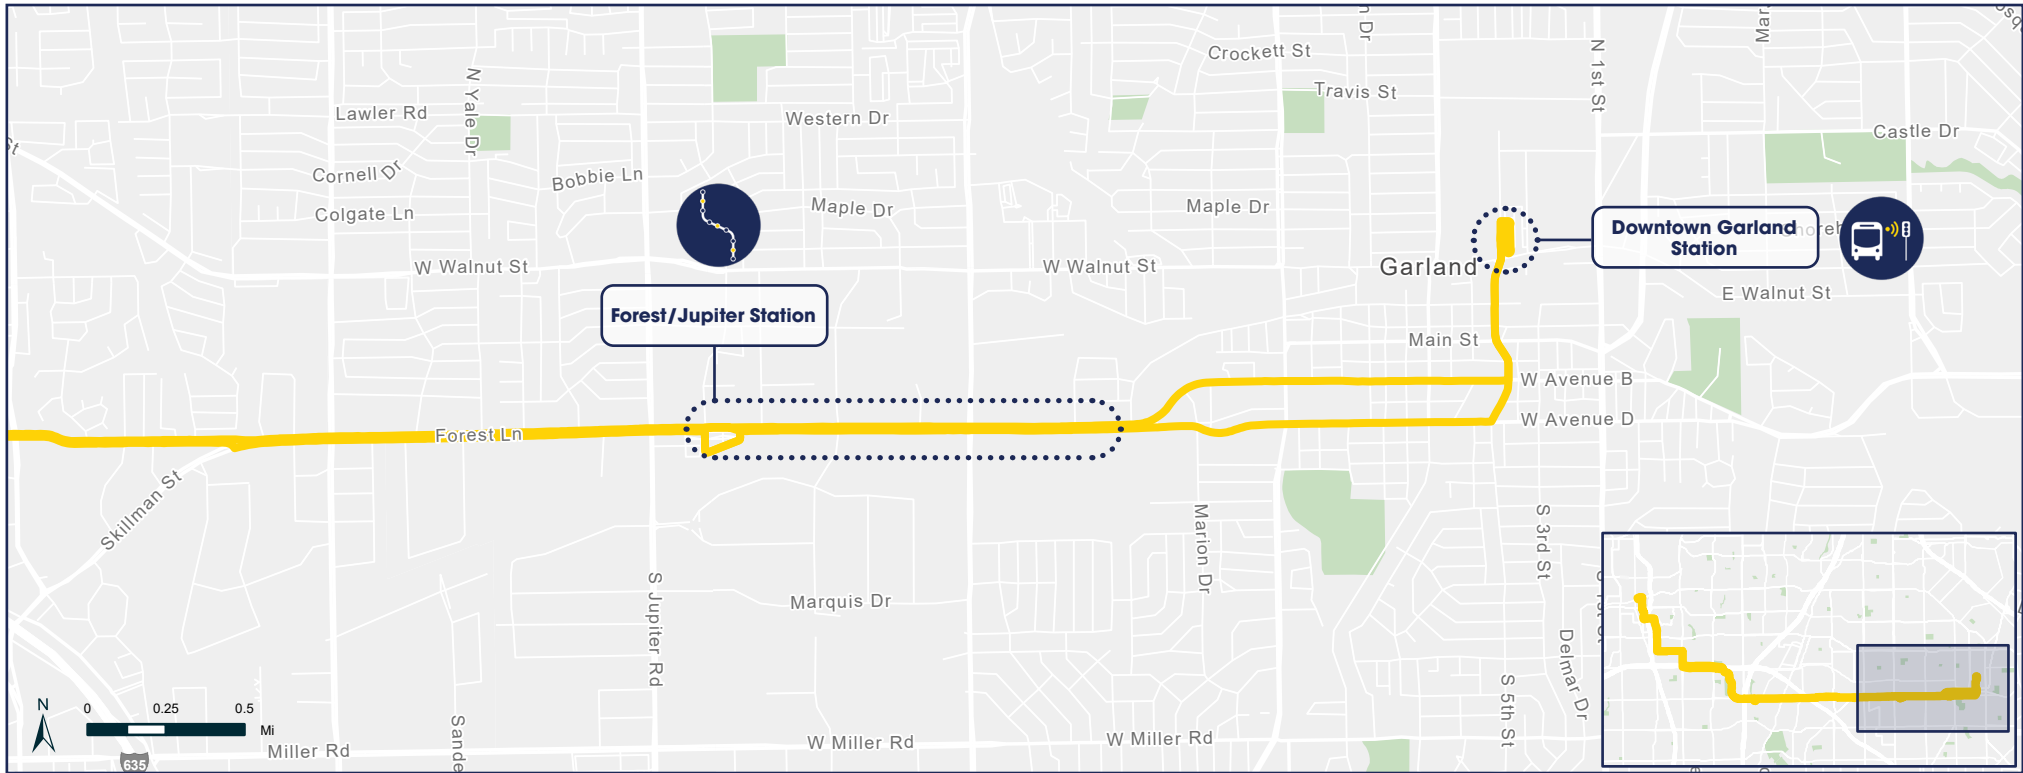 Crockett St
N 1st St
N Yale Dr
Travis St
Lawler Rd
Western Dr
Castle Dr
Cornell Dr
Bobbie Ln
Colgate Ln
Maple Dr
Maple Dr
Downtown Garland
Station
W Walnut St
W Walnut St
Garland
E Walnut St
Forest/Jupiter Station
Main St
W Avenue B
W Avenue D
Forest Ln
Skillman St
Marion Dr
S 3rd St
S Jupiter Rd
Marquis Dr
Delmar Dr
S 5th St
N
0 0.25 0.5
Mi
635
Miller Rd
Sande
W Miller Rd
W Miller Rd